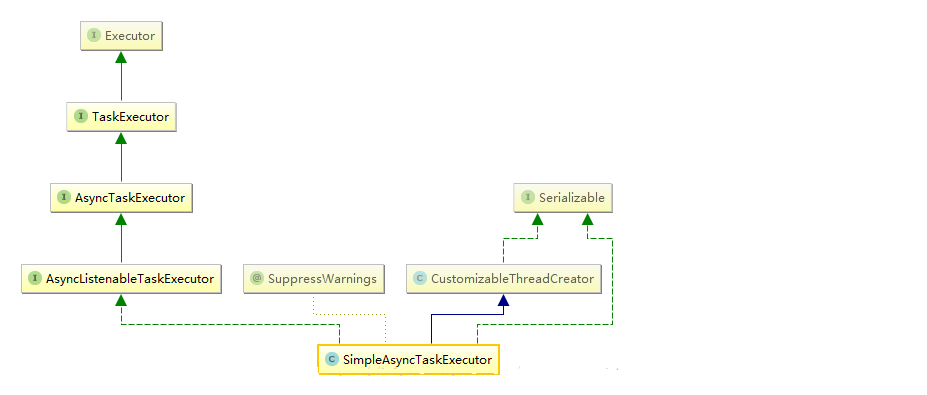 I Executor
I TaskExecutor
I AsyncTaskExecutor
I Serializable
I AsyncListenableTaskExecutor
@ SuppressWarnings
C CustomizableThreadCreator
C SimpleAsyncTaskExecutor